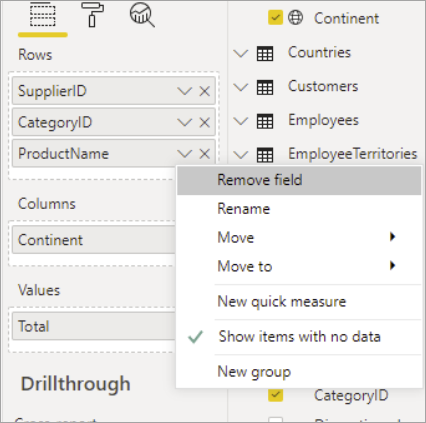 Rows
SupplierID
CategoryID
ProductName
Columns
Continent
Values
Total
Drillthrough
Continent
Countries
Customers
Employees
EmployeeTerritories
Remove field
Rename
Move
Move to
New quick measure
Show items with no data
New group
CategoryID